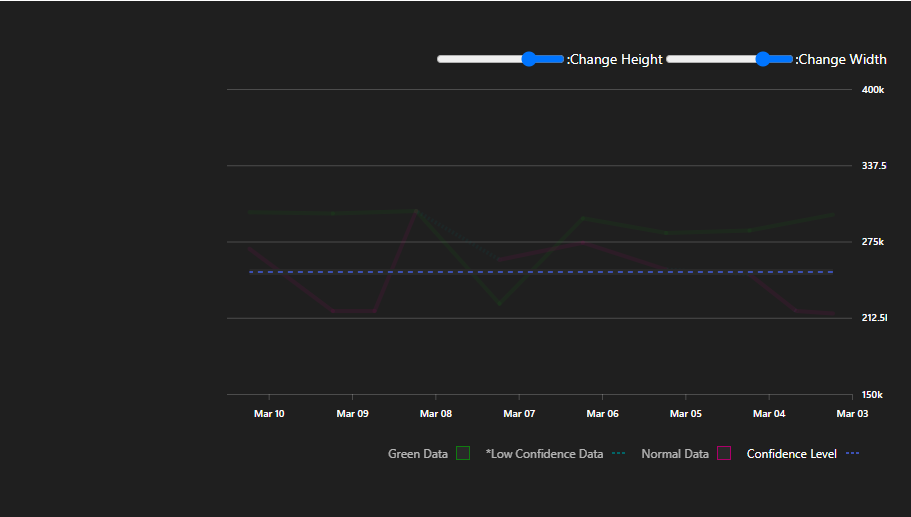 :Change Height :Change Width
400k
337.5
275k
212.5l
150k
Mar 10 Mar 09 Mar 08 Mar 07 Mar 06 Mar 05 Mar 04 Mar 03
Green Data *Low Confidence Data Normal Data Confidence Level